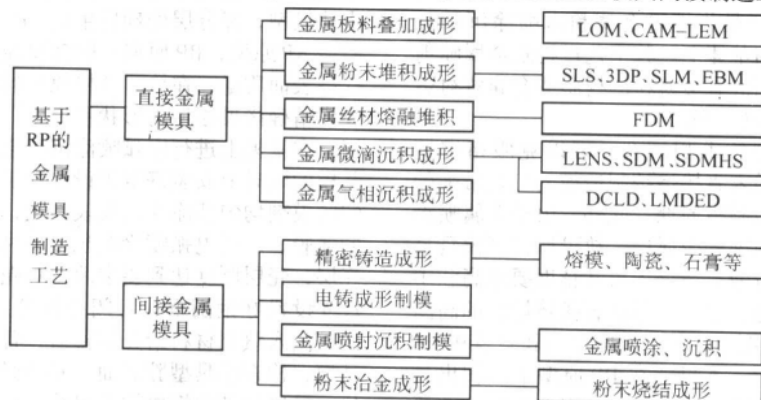 基于
RP的
金属
模具
制造
工艺
直接金属
模具
金属板料叠加成形
LOM、CAM-LEM
金属粉末堆积成形
SLS、3DP、SLM、EBM
金属丝材熔融堆积
FDM
金属微滴沉积成形
LENS、SDM、SDMHS
金属气相沉积成形
DCLD、LMDED
间接金属
模具
精密铸造成形
熔模、陶瓷、石膏等
电铸成形制模
金属喷射沉积制模
金属喷涂、沉积
粉末冶金成形
粉末烧结成形